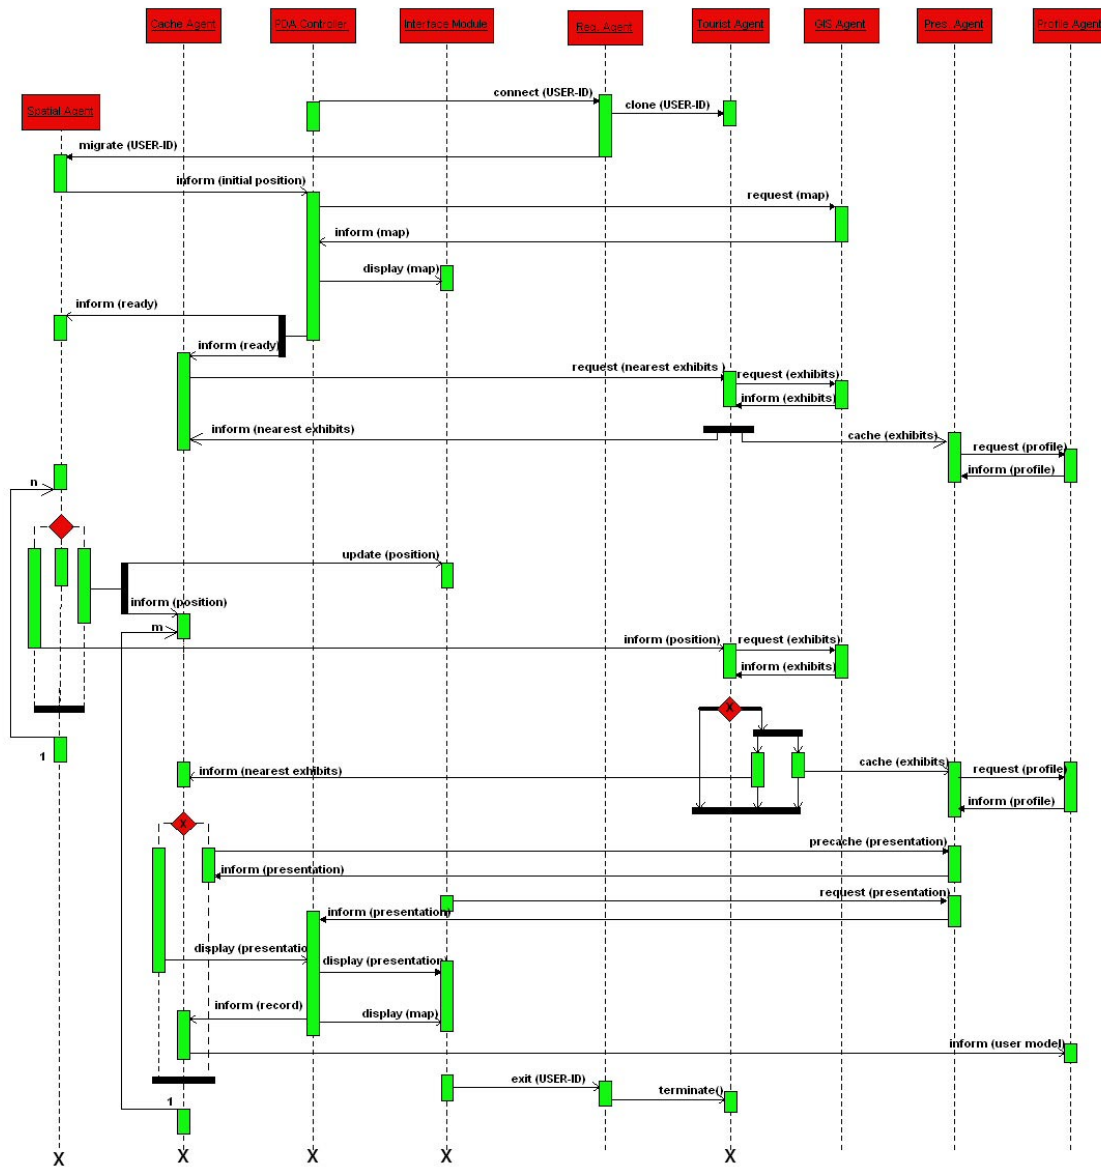 Cache Agent
PDA Controller
Interface Module
Reg. Agent
Tourist Agent
GIS Agent
Pres. Agent
Profile Agent
connect (USER-ID)
clone (USER-ID)
Spatial Agent
migrate (USER-ID)
inform (initial position)
request (map)
inform (map)
display (map)
inform (ready)
inform (ready)
request (nearest exhibits )
request (exhibits)
inform (exhibits)
inform (nearest exhibits)
cache (exhibits)
request (profile)
inform (profile)
n
update (position)
inform (position)
m
inform (position)
request (exhibits)
inform (exhibits)
X
1
inform (nearest exhibits)
cache (exhibits)
request (profile)
inform (profile)
X
precache (presentation)
inform (presentation)
request (presentation)
inform (presentation)
display (presentatio
display (presentation)
inform (record)
display (map)
inform (user model)
exit (USER-ID)
terminate()
1
X X X X X